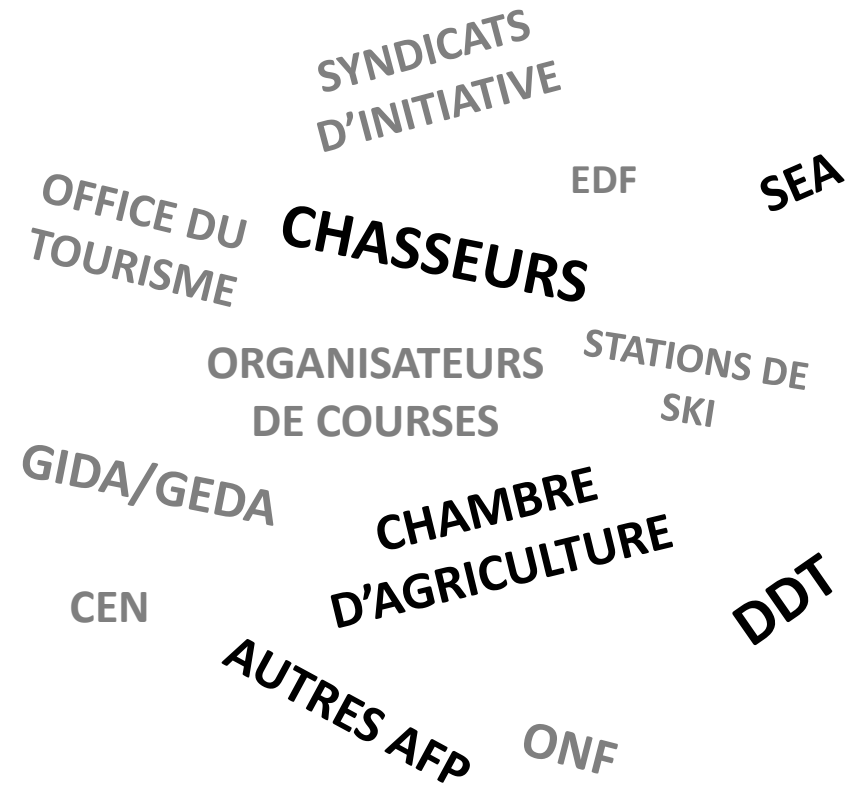 SYNDICATS
D’INITIATIVE
EDF
SEA
OFFICE DU
TOURISME
CHASSEURS
ORGANISATEURS
DE COURSES
STATIONS DE
SKI
GIDA/GEDA
CHAMBRE
D’AGRICULTURE
CEN
DDT
AUTRES AFP
ONF